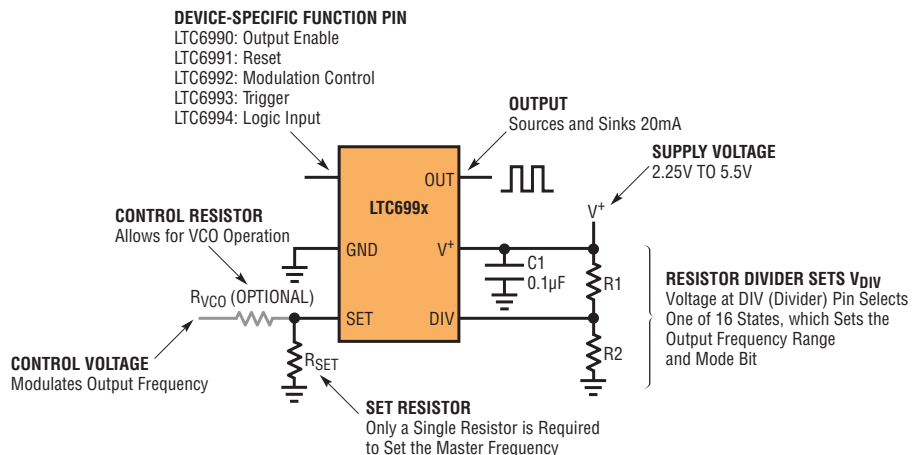 DEVICE-SPECIFIC FUNCTION PIN
LTC6990: Output Enable
LTC6991: Reset
LTC6992: Modulation Control
LTC6993: Trigger
LTC6994: Logic Input
OUTPUT
Sources and Sinks 20mA
SUPPLY VOLTAGE
2.25V TO 5.5V
V+
CONTROL RESISTOR
Allows for VCO Operation
RVCO (OPTIONAL)
CONTROL VOLTAGE
Modulates Output Frequency
LTC699x
OUT
GND
V+
SET
DIV
C1
0.1µF
R1
R2
RSET
RESISTOR DIVIDER SETS VDIV
Voltage at DIV (Divider) Pin Selects
One of 16 States, which Sets the
Output Frequency Range
and Mode Bit
SET RESISTOR
Only a Single Resistor is Required
to Set the Master Frequency